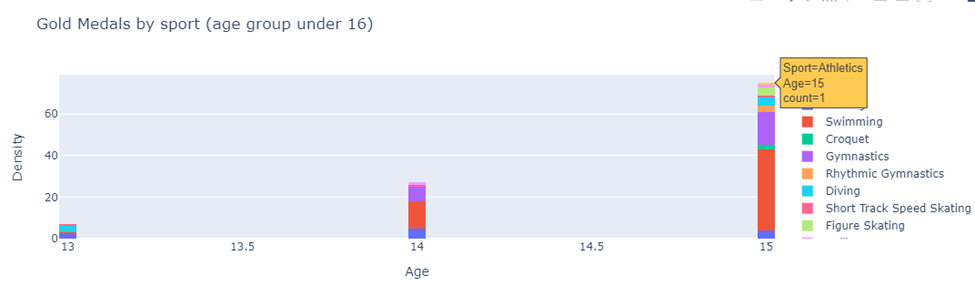 Gold Medals by sport (age group under 16)
Sport=Athletics
Age=15
count=1
60
40
20
0
Density
13
13.5
14
14.5
15
Age
Swimming
Croquet
Gymnastics
Rhythmic Gymnastics
Diving
Short Track Speed Skating
Figure Skating